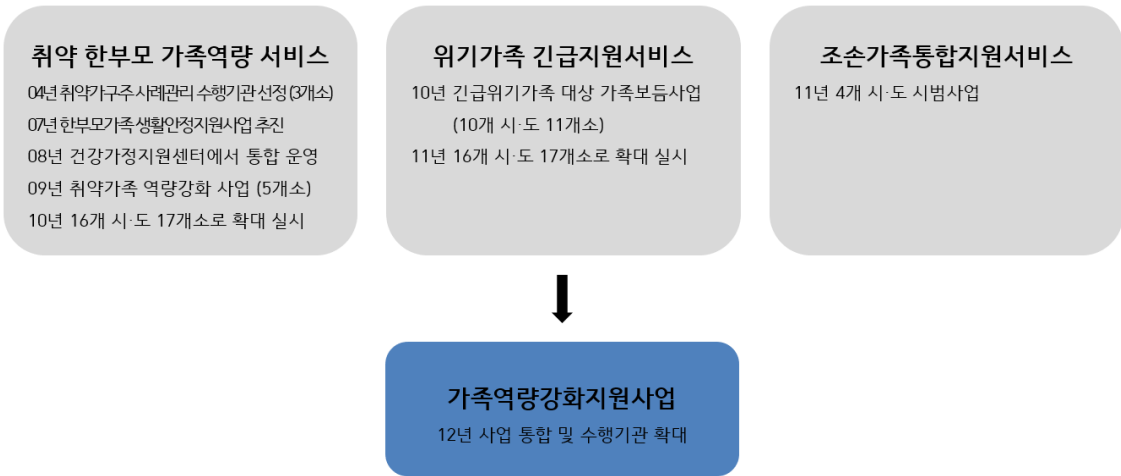 취약 한부모 가족역량 서비스
04년 취약가구주 사례관리 수행기관 선정 (3개소)
07년 한부모가족 생활안정지원사업 추진
08년 건강가정지원센터에서 통합 운영
09년 취약가족 역량강화 사업 (5개소)
10년 16개 시·도 17개소로 확대 실시
위기가족 긴급지원서비스
10년 긴급위기가족 대상 가족보듬사업
(10개 시·도 11개소)
11년 16개 시·도 17개소로 확대 실시
조손가족통합지원서비스
11년 4개 시·도 시범사업
가족역량강화지원사업
12년 사업 통합 및 수행기관 확대